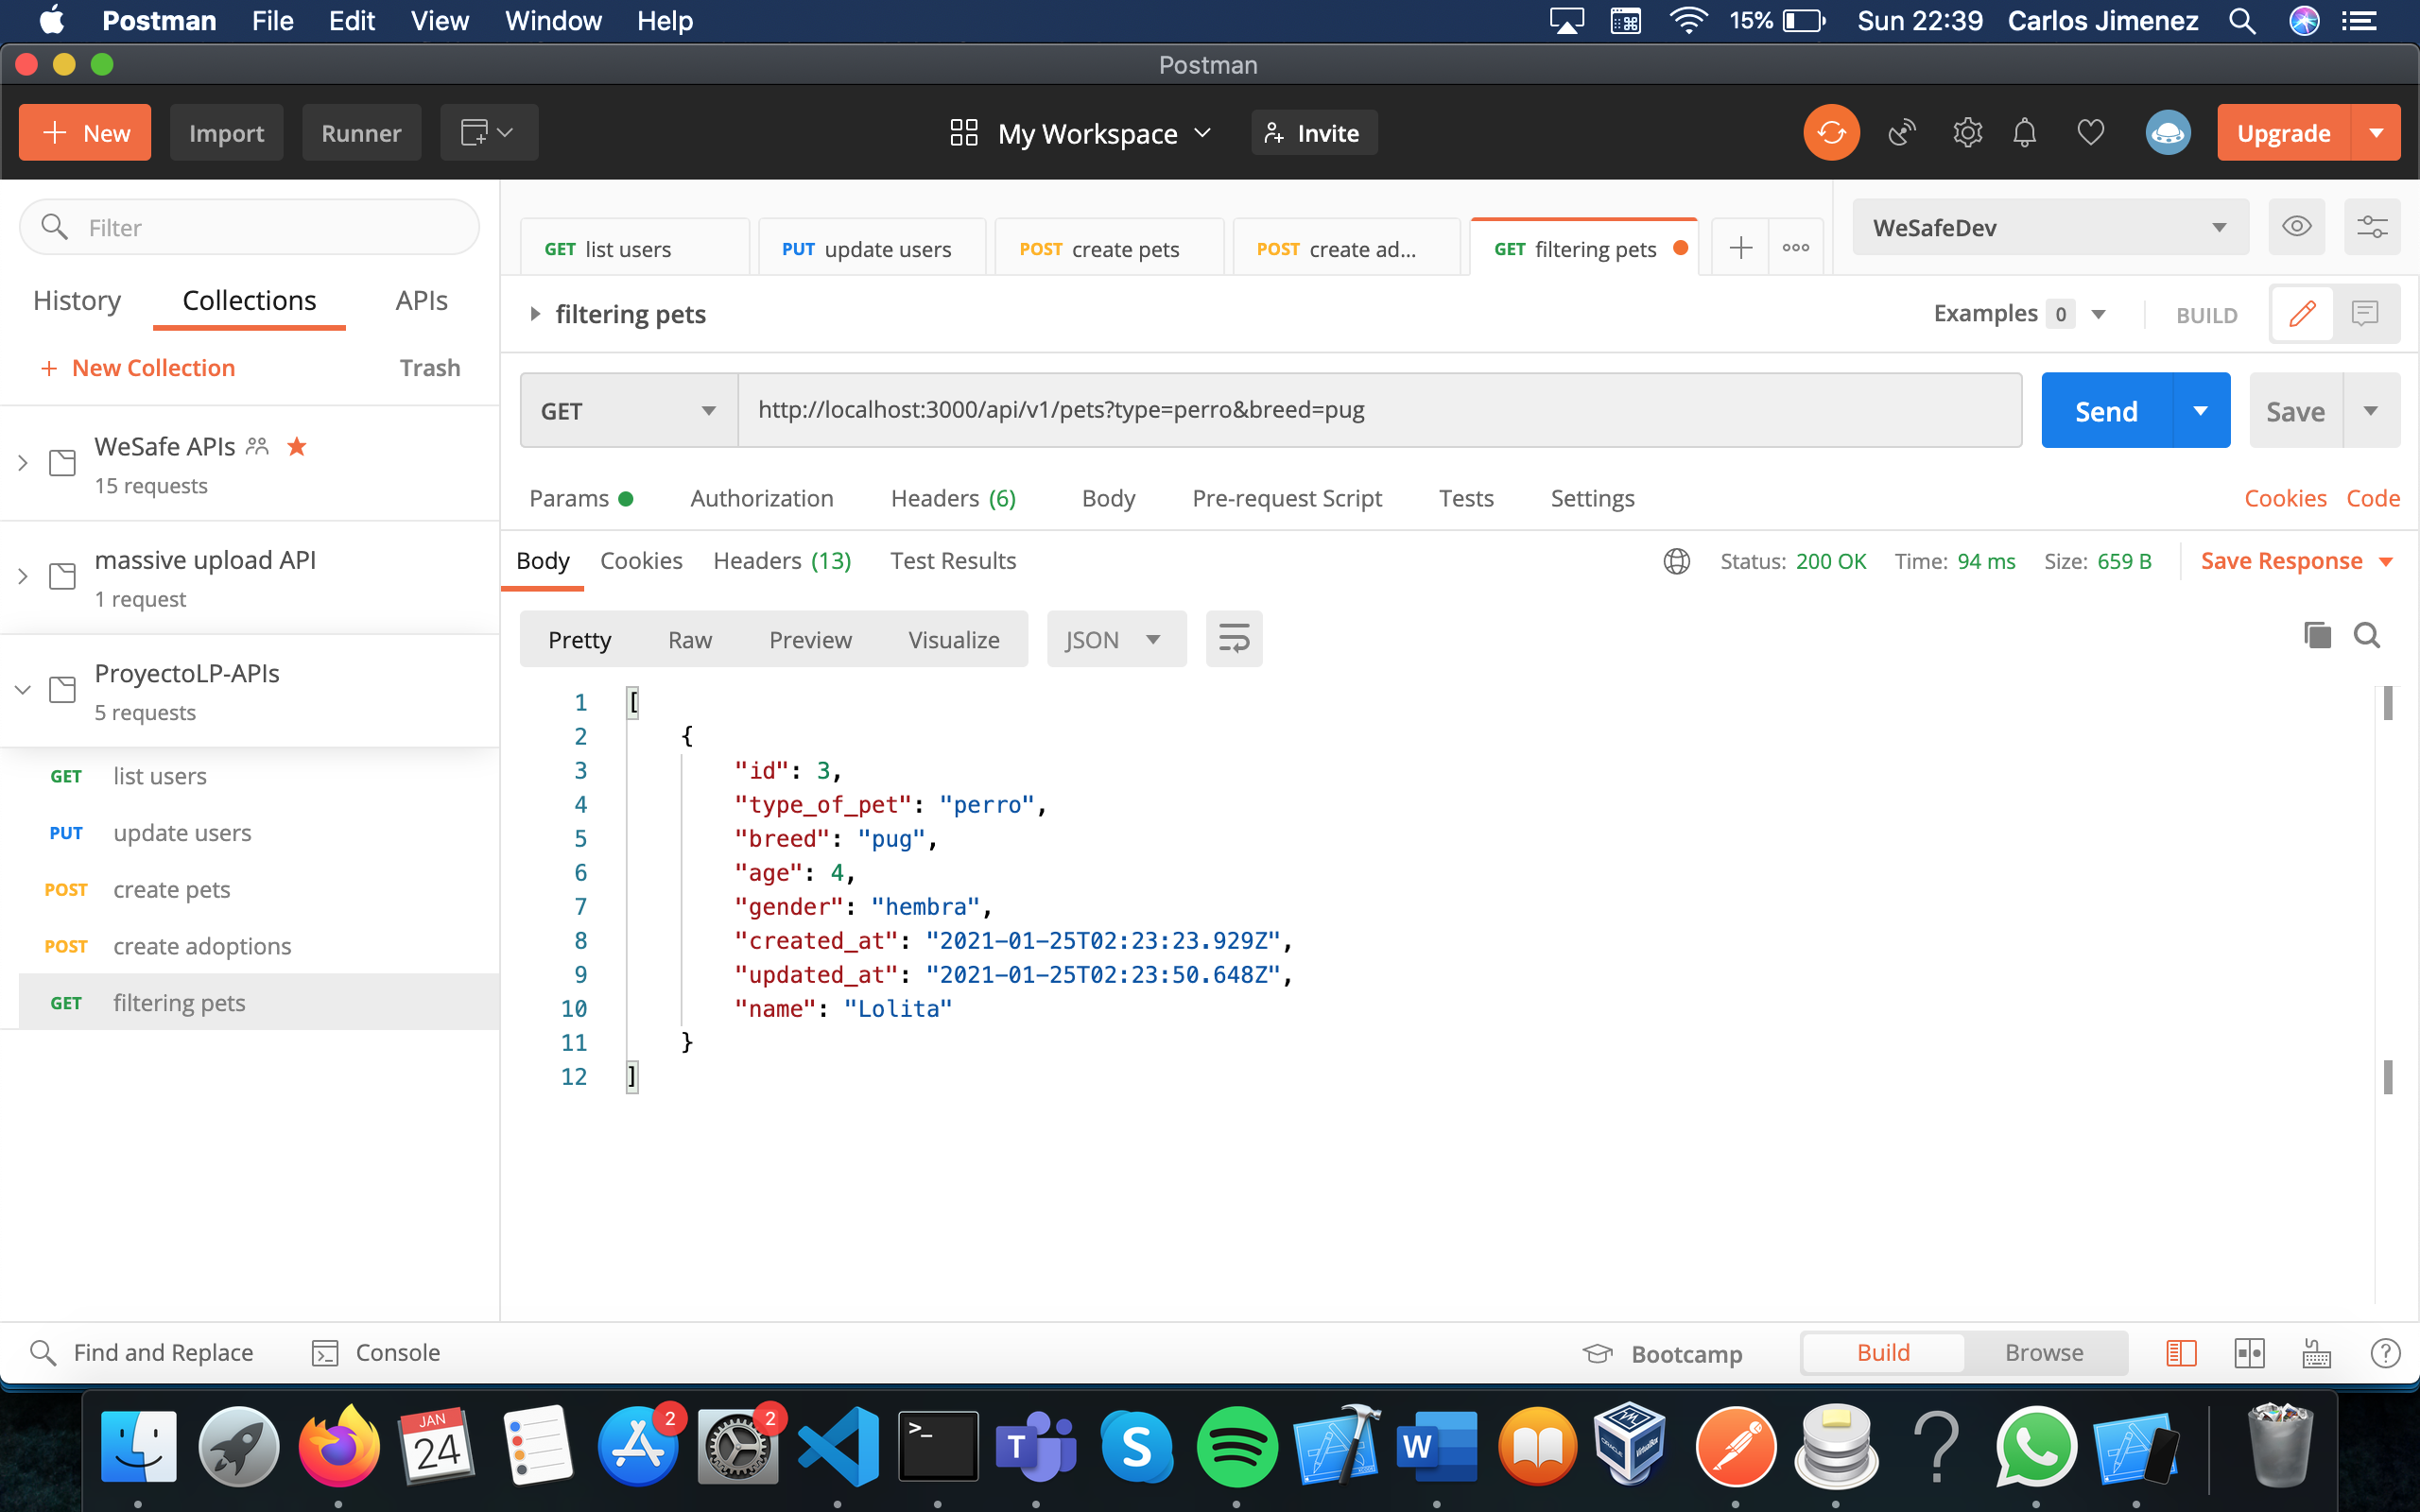 Postman File Edit View Window Help 15% Sun 22:39 Carlos Jimenez
Postman
+ New Import Runner My Workspace Invite Upgrade
Filter
GET list users PUT update users POST create pets POST create ad... GET filtering pets WeSafeDev
History Collections APIs
filtering pets Examples 0 BUILD
+ New Collection Trash
GET http://localhost:3000/api/v1/pets?type=perro&breed=pug Send Save
WeSafe APIs
15 requests
Params Authorization Headers (6) Body Pre-request Script Tests Settings Cookies Code
massive upload API
1 request
Body Cookies Headers (13) Test Results Status: 200 OK Time: 94 ms Size: 659 B Save Response
Pretty Raw Preview Visualize JSON
ProyectoLP-APIs
5 requests
GET list users
PUT update users
POST create pets
POST create adoptions
GET filtering pets
1 [
2 {
3 "id": 3,
4 "type_of_pet": "perro",
5 "breed": "pug",
6 "age": 4,
7 "gender": "hembra",
8 "created_at": "2021-01-25T02:23:23.929Z",
9 "updated_at": "2021-01-25T02:23:50.648Z",
10 "name": "Lolita"
11 }
12 ]
Find and Replace Console Bootcamp Build Browse
JAN
24
2
2
>_
T
S
W
?